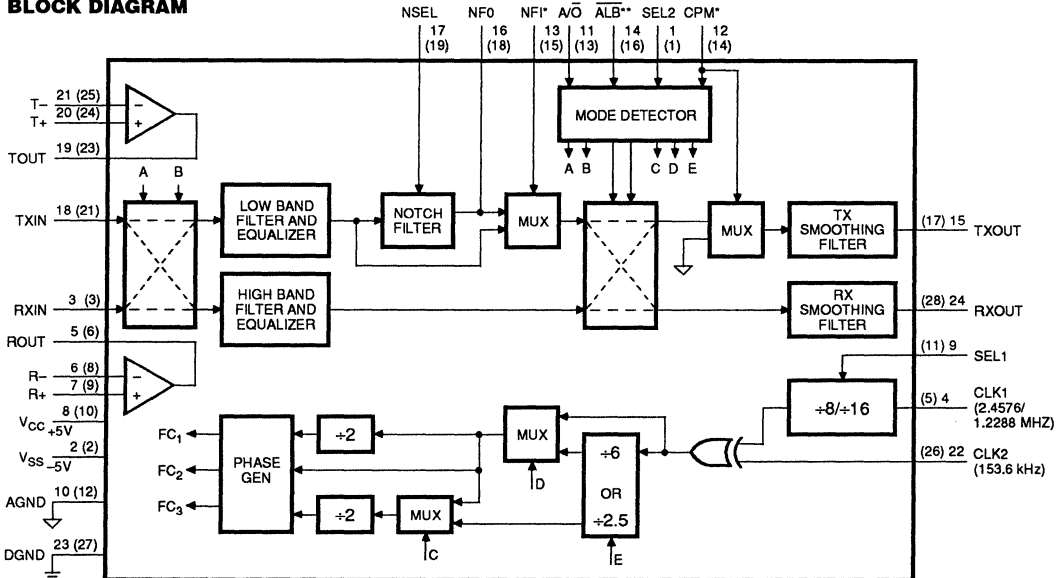 BLOCK DIAGRAM
NSEL NF0 NFI* A/O̅ A̅L̅B̅** SEL2 CPM*
17 16 13 11 14 1 12
(19) (18) (15) (13) (16) (1) (14)
MODE DETECTOR
A B C D E
T– 21 (25) –
T+ 20 (24) +
TOUT 19 (23)
A B
TXIN 18 (21)
LOW BAND
FILTER AND
EQUALIZER
NOTCH
FILTER
MUX
MUX
TX
SMOOTHING
FILTER
(17) 15 TXOUT
RXIN 3 (3)
HIGH BAND
FILTER AND
EQUALIZER
RX
SMOOTHING
FILTER
(28) 24 RXOUT
ROUT 5 (6)
R– 6 (8) –
R+ 7 (9) +
(11) 9 SEL1
÷8/÷16
(5) 4 CLK1
(2.4576/
1.2288 MHZ)
(26) 22 CLK2
(153.6 kHz)
VCC 8 (10)
+5V
VSS 2 (2)
–5V
AGND 10 (12)
DGND 23 (27)
FC1
FC2
FC3
PHASE
GEN
÷2
÷2
MUX
D
MUX
C
÷6
OR
÷2.5
E